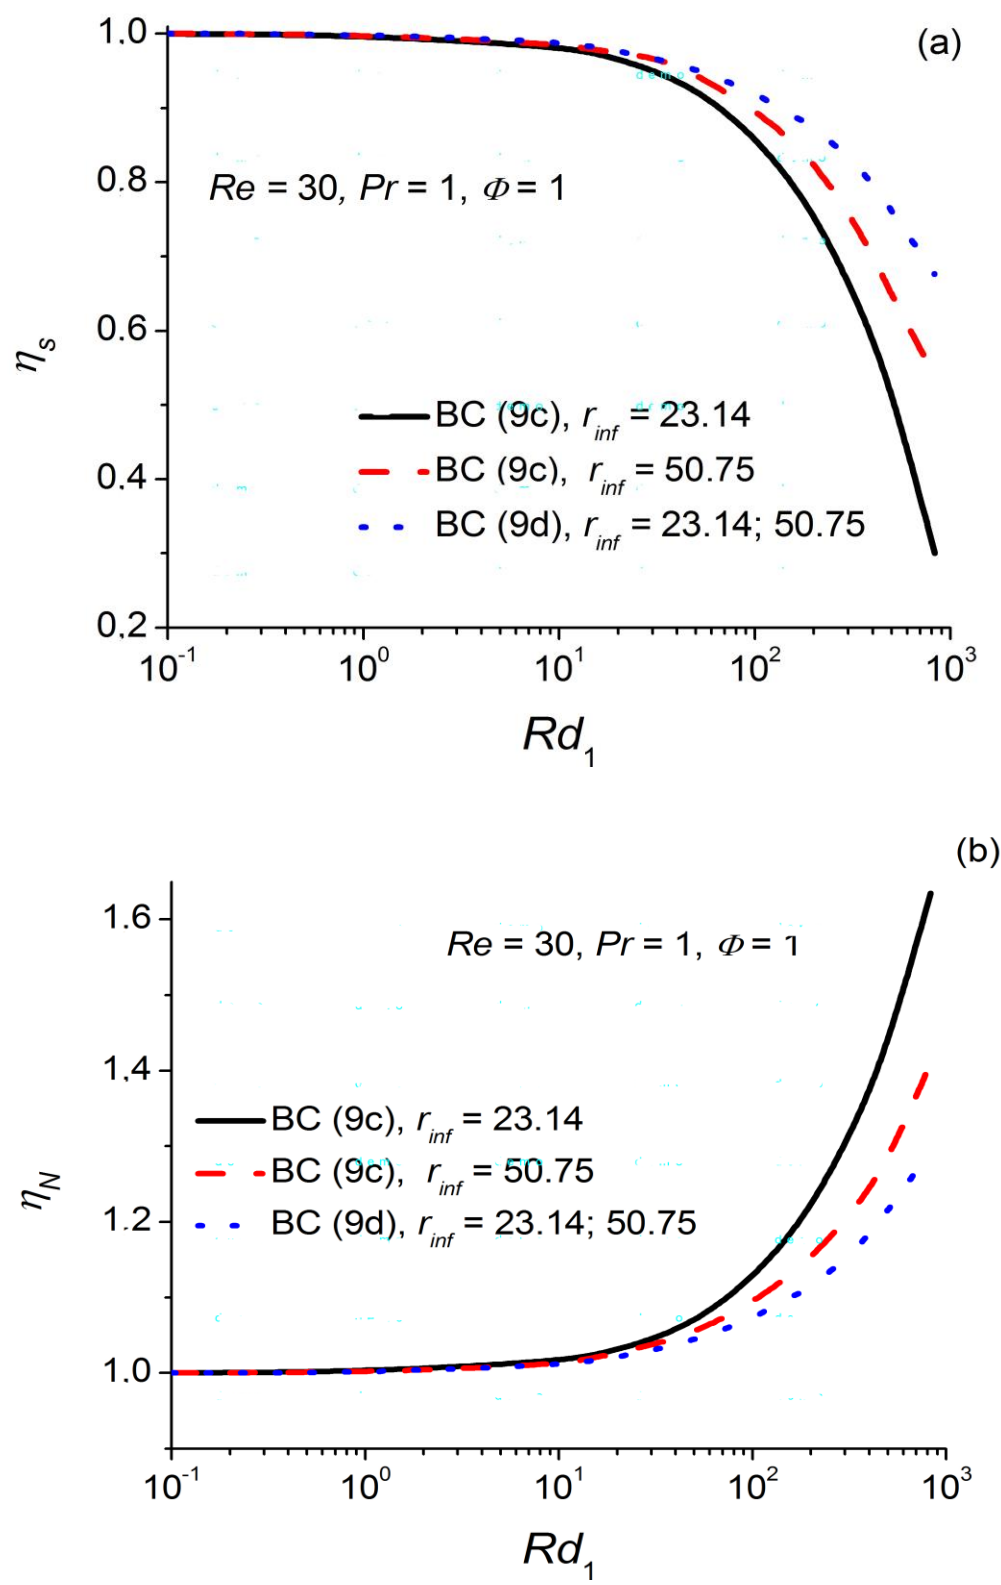 (a)
1.0
0.8
0.6
0.4
0.2
η_s
Re = 30, Pr = 1, Φ = 1
demo
demo
BC (9c), r_inf = 23.14
BC (9c), r_inf = 50.75
BC (9d), r_inf = 23.14; 50.75
10^-1 10^0 10^1 10^2 10^3
Rd_1
(b)
1.6
1.4
1.2
1.0
η_N
Re = 30, Pr = 1, Φ = 1
BC (9c), r_inf = 23.14
BC (9c), r_inf = 50.75
BC (9d), r_inf = 23.14; 50.75
10^-1 10^0 10^1 10^2 10^3
Rd_1